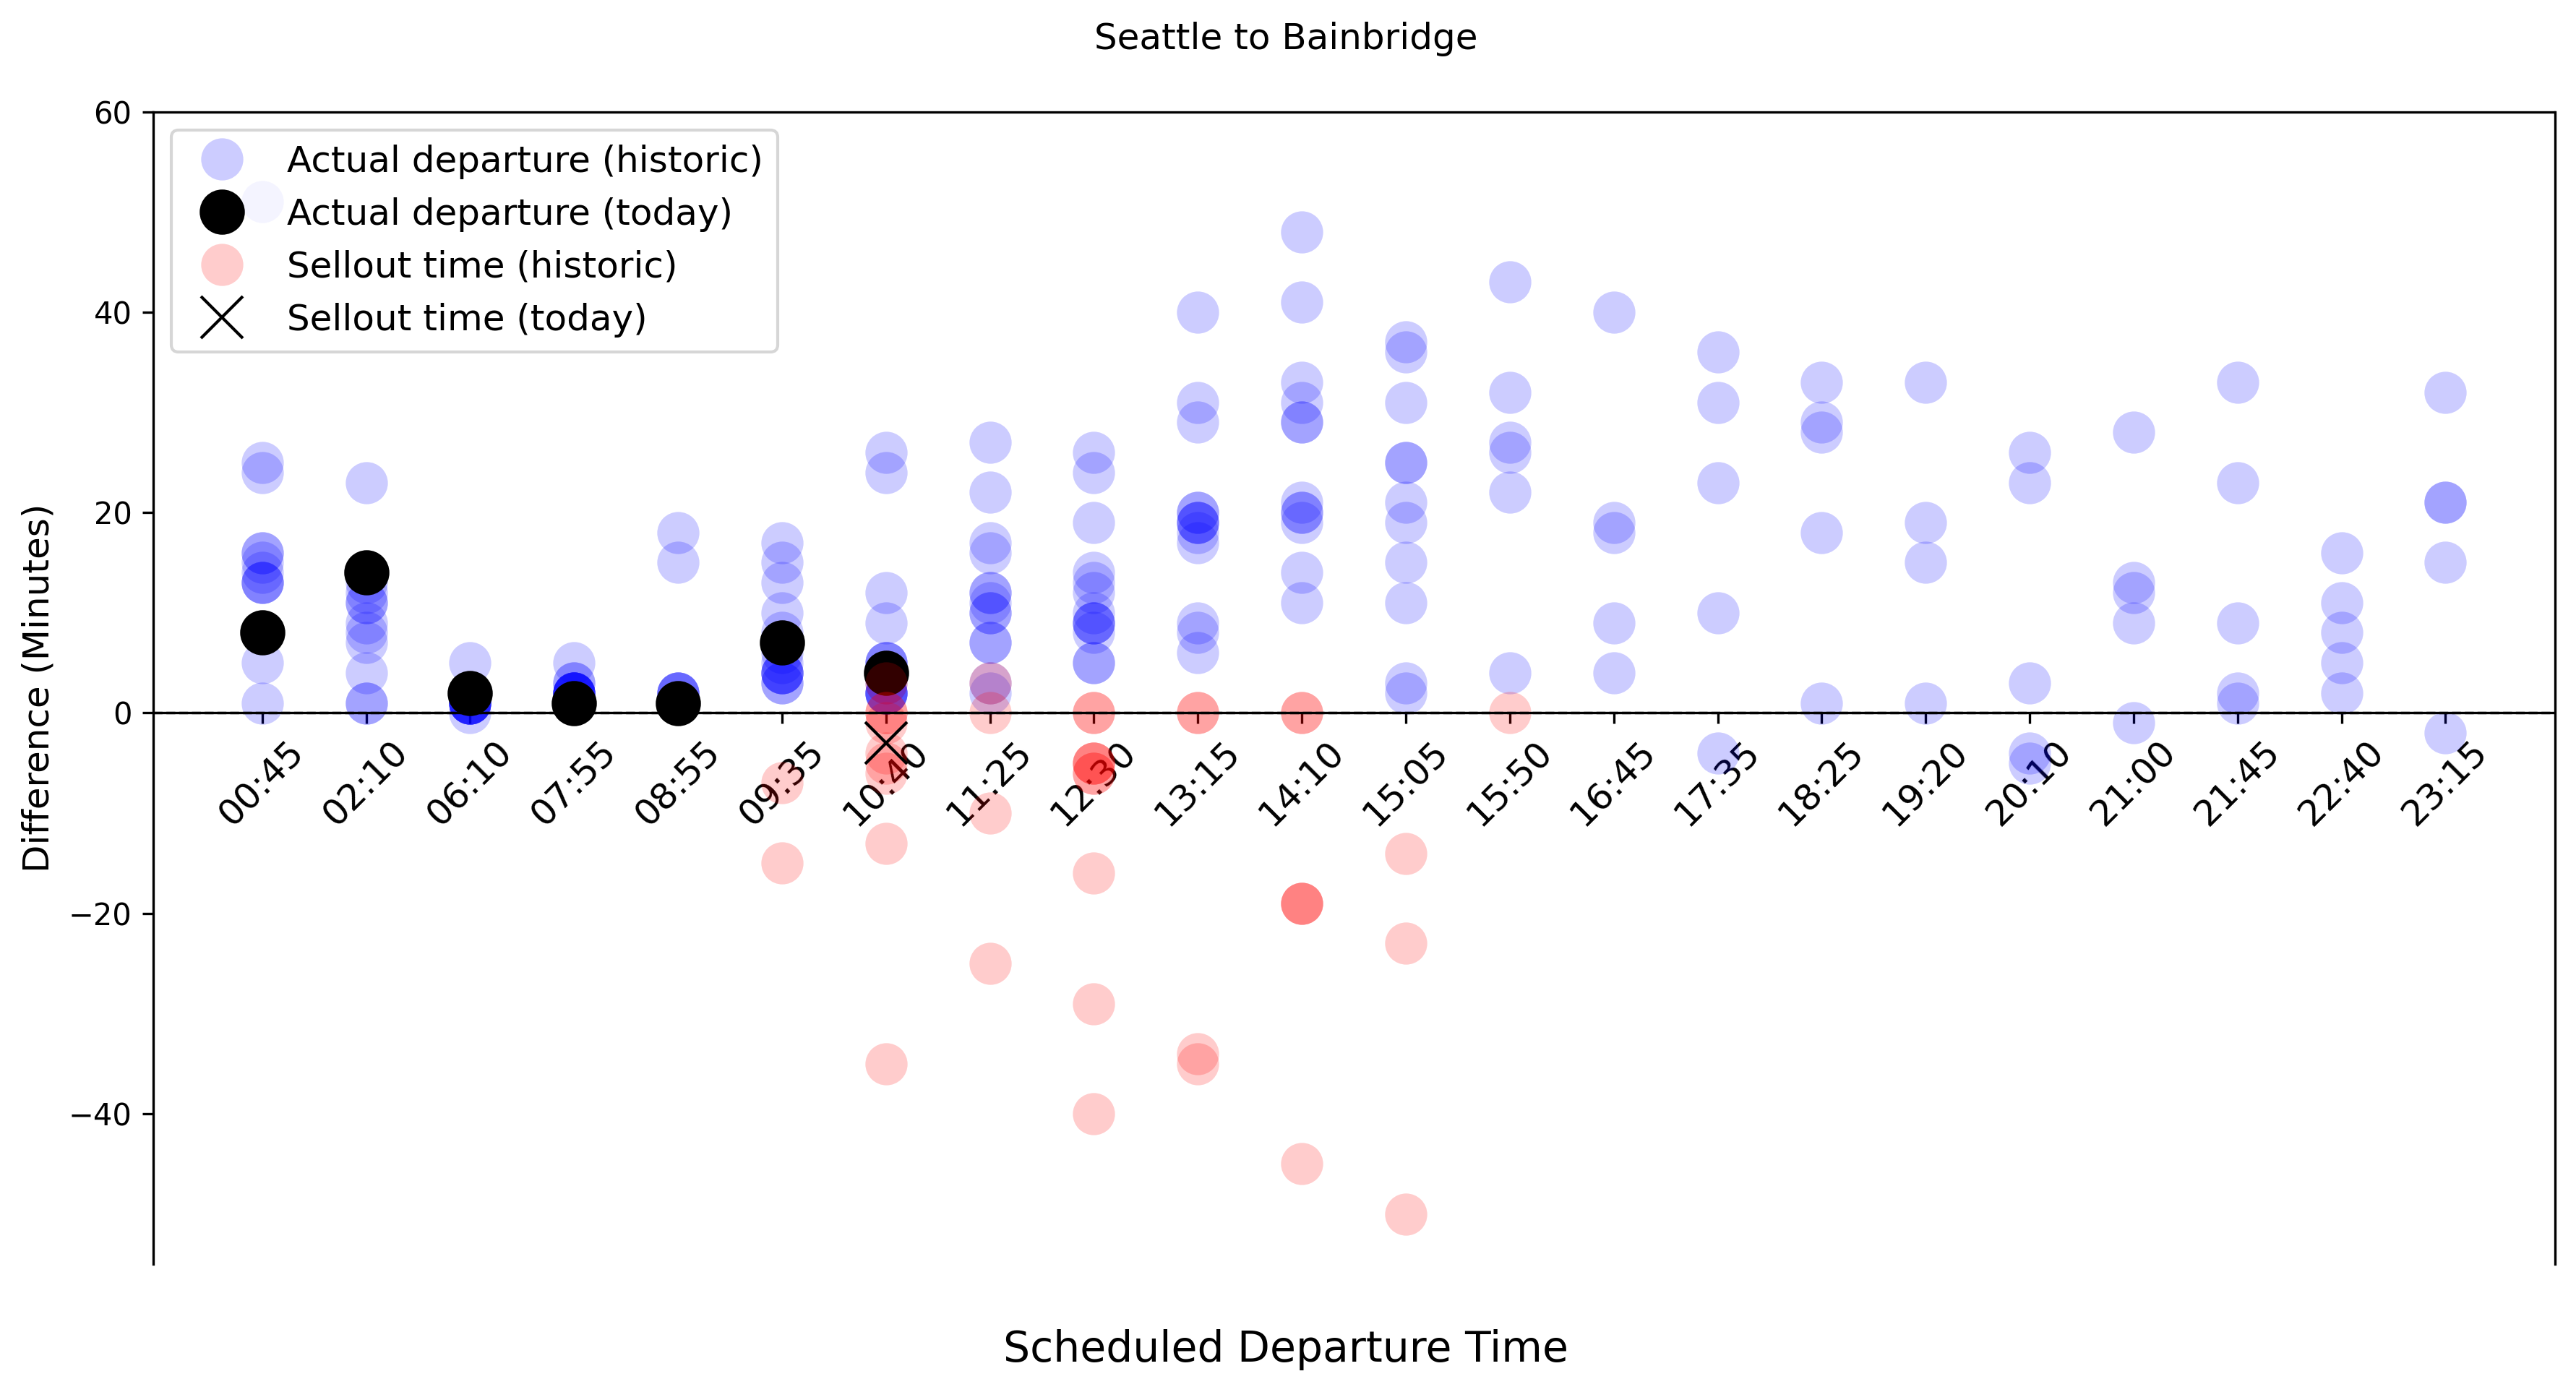 Seattle to Bainbridge
60
Actual departure (historic)
Actual departure (today)
Sellout time (historic)
Sellout time (today)
40
20
0
−20
−40
Difference (Minutes)
00:45 02:10 06:10 07:55 08:55 09:35 10:40 11:25 12:30 13:15 14:10 15:05 15:50 16:45 17:35 18:25 19:20 20:10 21:00 21:45 22:40 23:15
Scheduled Departure Time